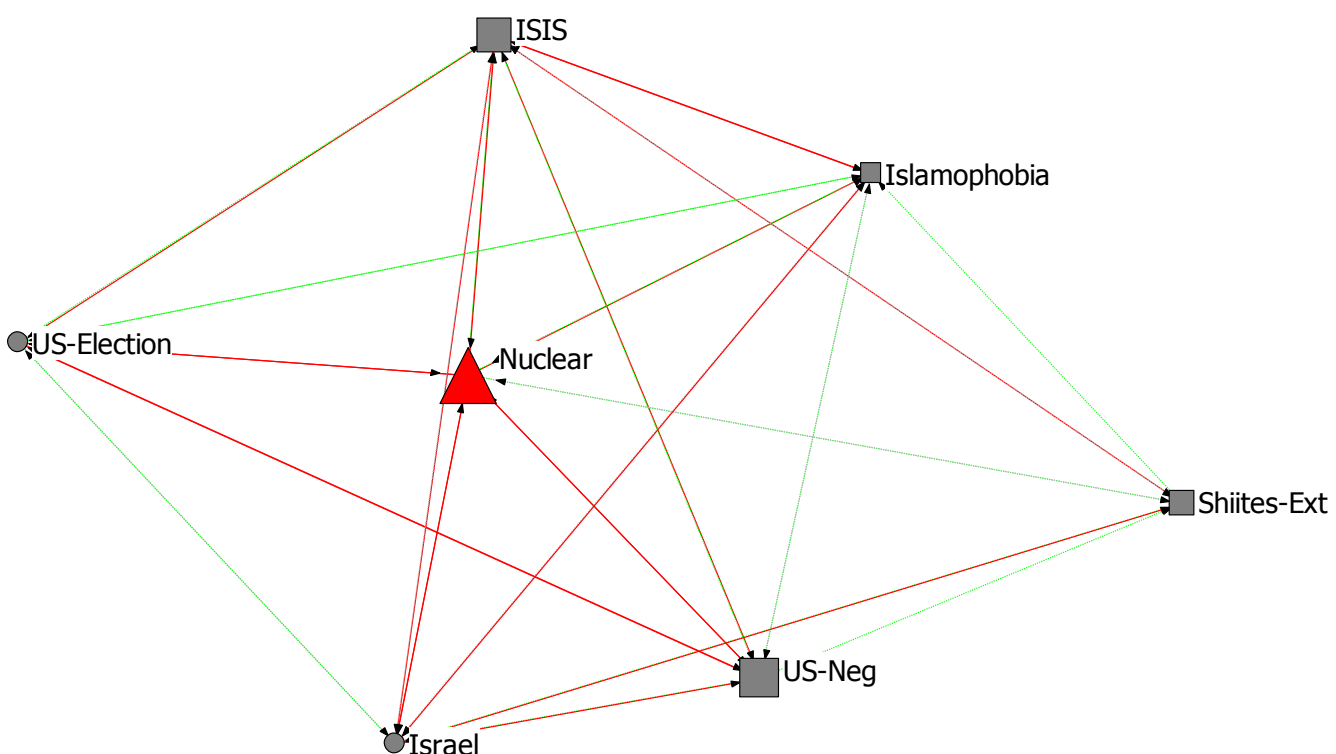 ISIS
Islamophobia
US-Election
Nuclear
Shiites-Ext
US-Neg
Israel